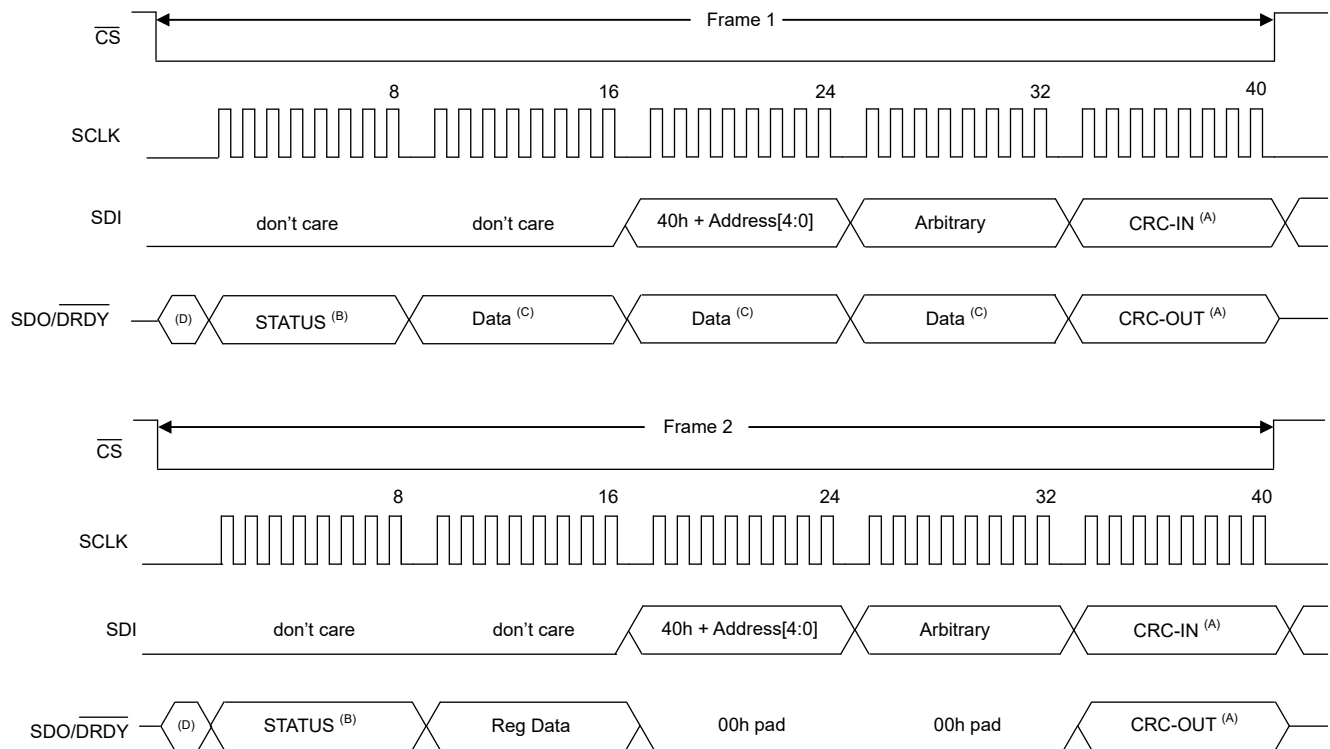 Frame 1
CS
8 16 24 32 40
SCLK
SDI don't care don't care 40h + Address[4:0] Arbitrary CRC-IN (A)
SDO/DRDY (D) STATUS (B) Data (C) Data (C) Data (C) CRC-OUT (A)
Frame 2
CS
8 16 24 32 40
SCLK
SDI don't care don't care 40h + Address[4:0] Arbitrary CRC-IN (A)
SDO/DRDY (D) STATUS (B) Reg Data 00h pad 00h pad CRC-OUT (A)